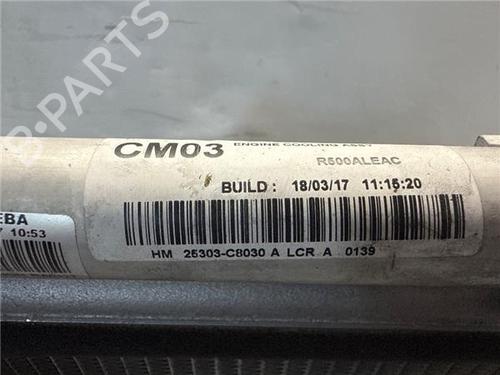 B-PARTS
CM03
ENGINE COOLING ASSY
R500ALEAC
BUILD : 18/03/17 11:15:20
HM 25303-C8030 A LCR A 0139
EBA
7 10:53